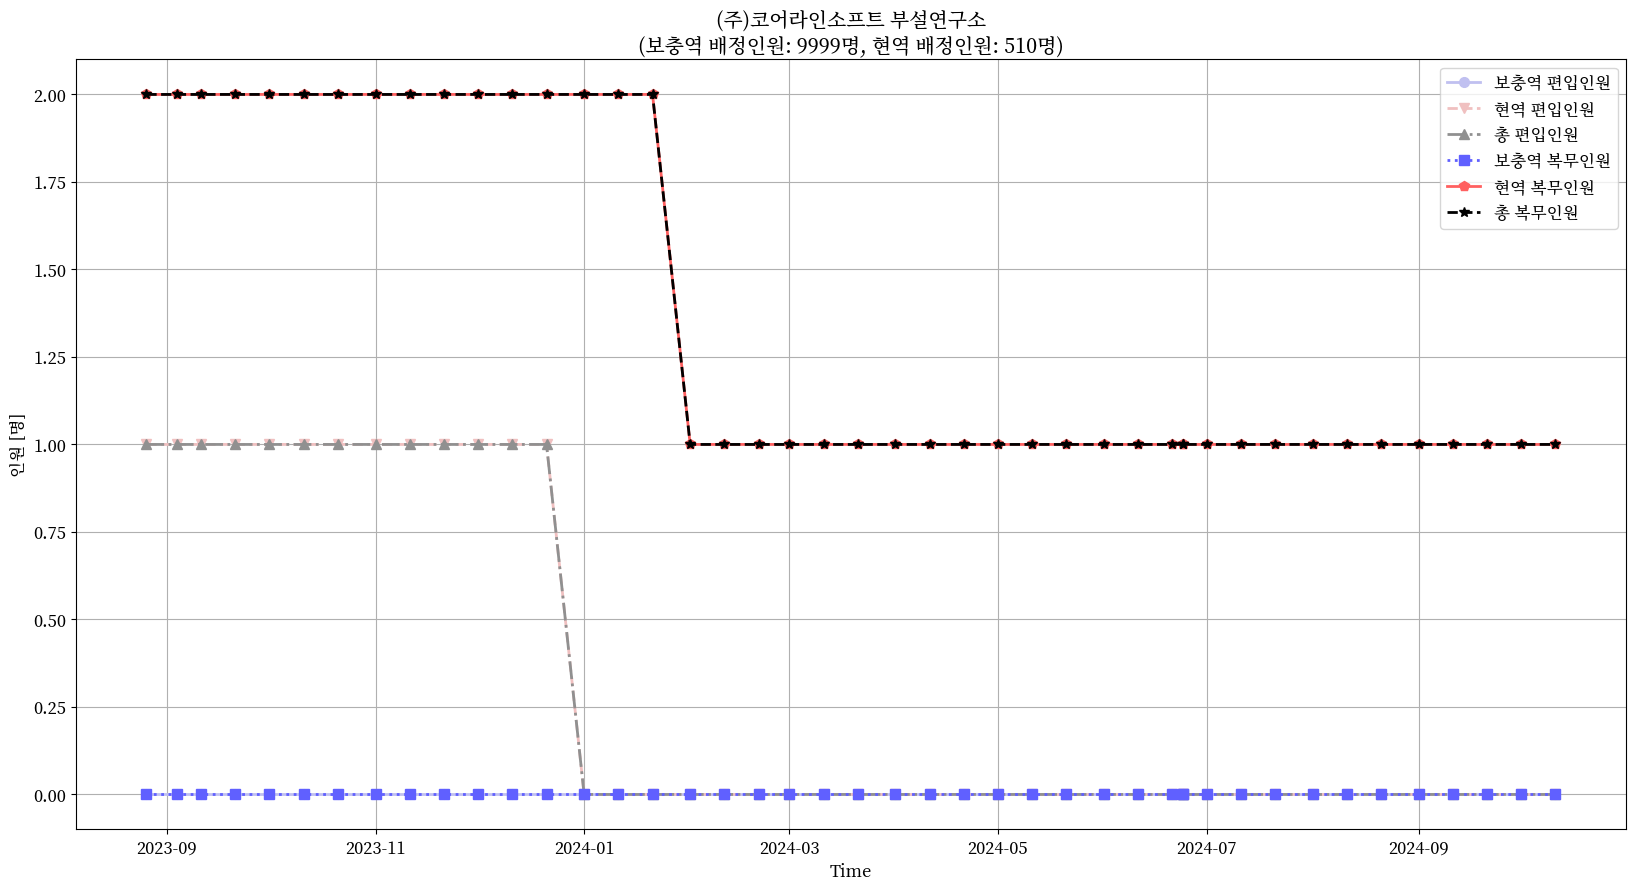 (주)코어라인소프트 부설연구소
(보충역 배정인원: 9999명, 현역 배정인원: 510명)
보충역 편입인원
현역 편입인원
총 편입인원
보충역 복무인원
현역 복무인원
총 복무인원
인원 [명]
2.00
1.75
1.50
1.25
1.00
0.75
0.50
0.25
0.00
2023-09
2023-11
2024-01
2024-03
2024-05
2024-07
2024-09
Time